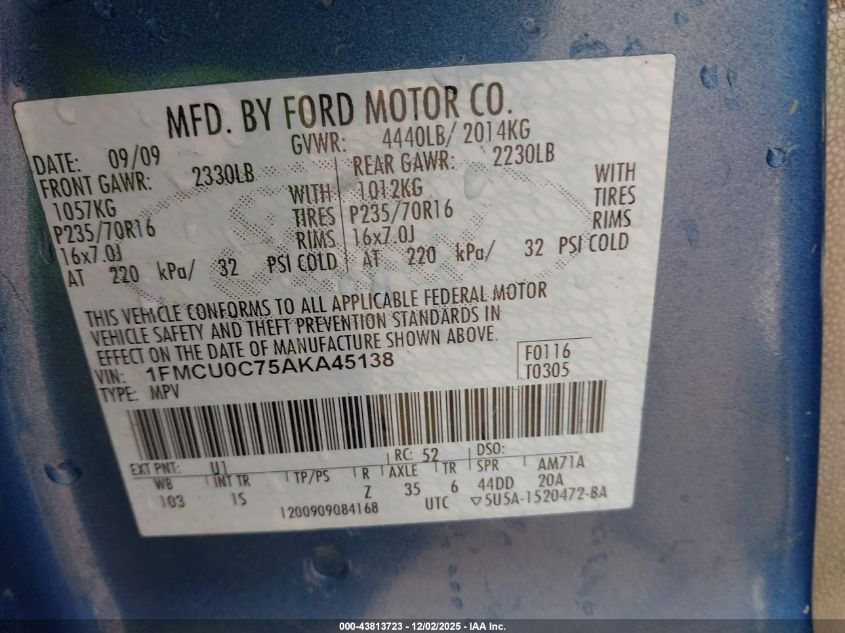 MFD. BY FORD MOTOR CO.
DATE: 09/09 GVWR: 4440LB/ 2014KG
FRONT GAWR: 2330LB REAR GAWR: 2230LB
1057KG WITH 1012KG WITH
P235/70R16 TIRES P235/70R16 TIRES
16x7.0J RIMS 16x7.0J RIMS
AT 220 kPa/ 32 PSI COLD AT 220 kPa/ 32 PSI COLD
THIS VEHICLE CONFORMS TO ALL APPLICABLE FEDERAL MOTOR
VEHICLE SAFETY AND THEFT PREVENTION STANDARDS IN
EFFECT ON THE DATE OF MANUFACTURE SHOWN ABOVE.
VIN: 1FMCU0C75AKA45138 F0116
TYPE: MPV T0305
EXT PNT: U1 RC: 52 DSO:
WB INT TR TP/PS R AXLE TR SPR AM71A
103 IS Z 35 6 44DD 20A
1200909084168 UTC ▽5U5A-1520472-BA
000-43813723 - 12/02/2025 - IAA Inc.